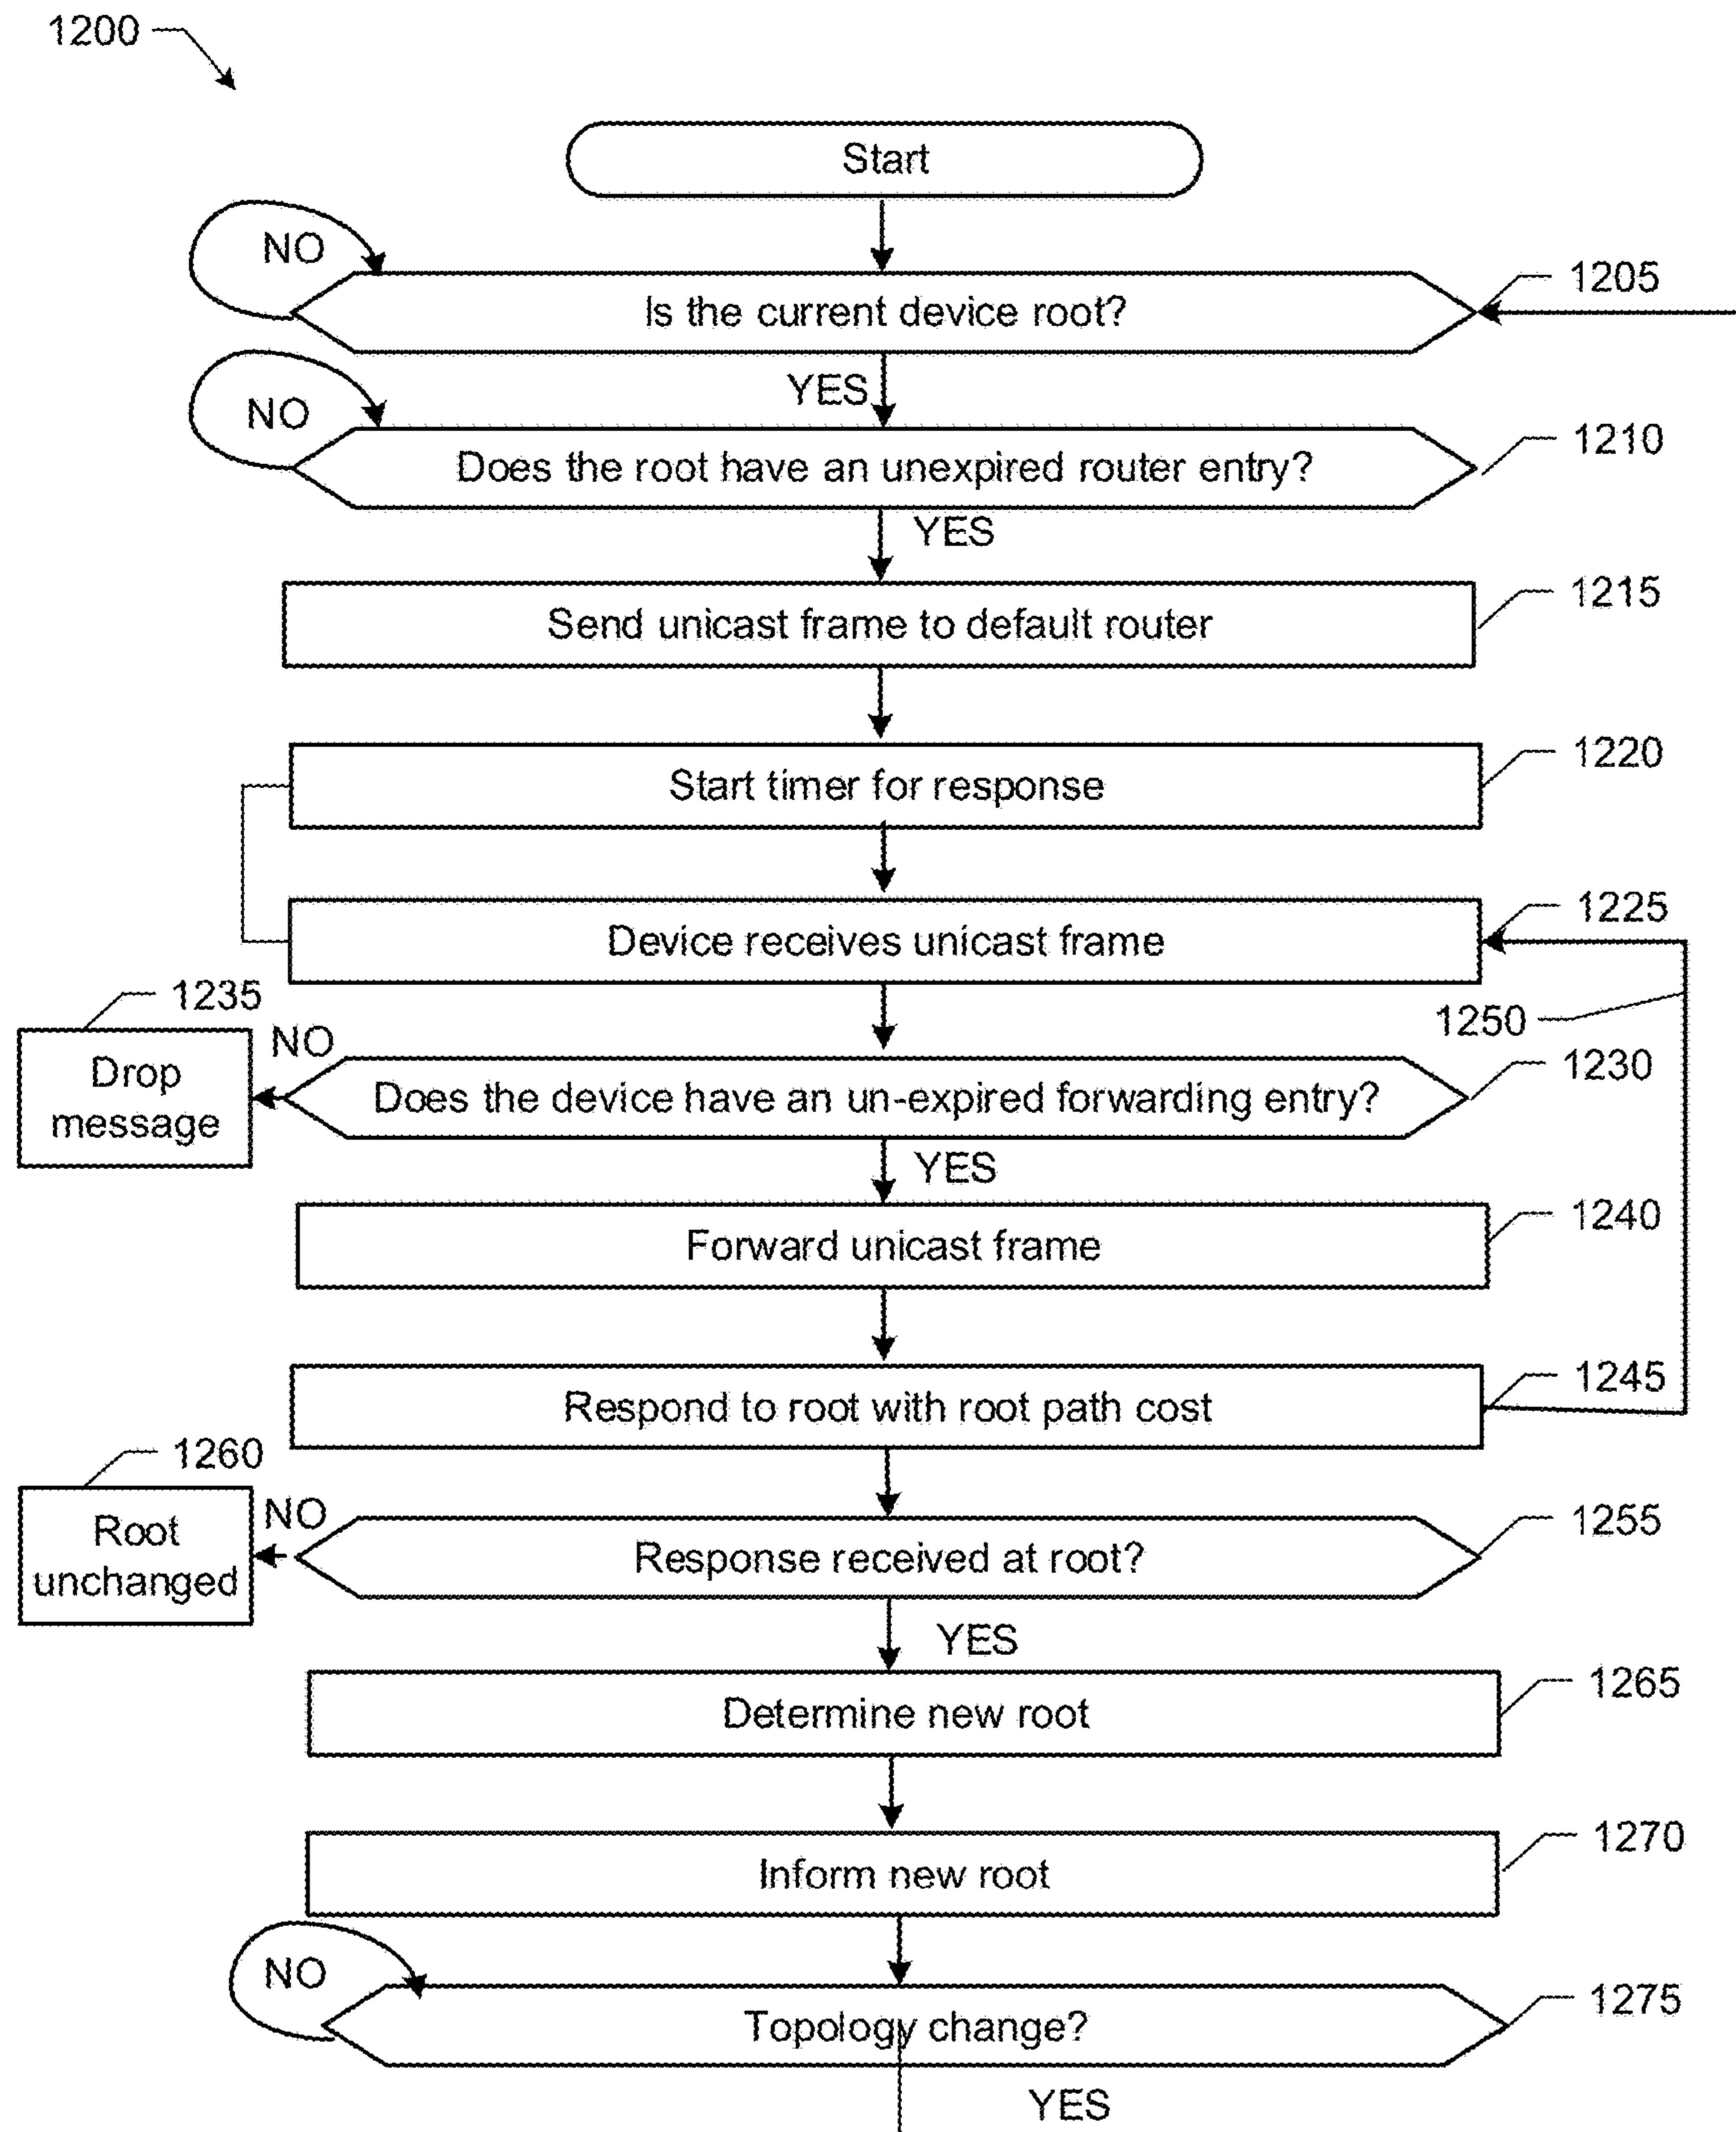 1200
Start
NO
Is the current device root?
1205
YES
NO
Does the root have an unexpired router entry?
1210
YES
Send unicast frame to default router
1215
Start timer for response
1220
Device receives unicast frame
1225
1235
1250
Drop
message
NO
Does the device have an un-expired forwarding entry?
1230
YES
Forward unicast frame
1240
Respond to root with root path cost
1245
1260
Root
unchanged
NO
Response received at root?
1255
YES
Determine new root
1265
Inform new root
1270
NO
Topology change?
1275
YES